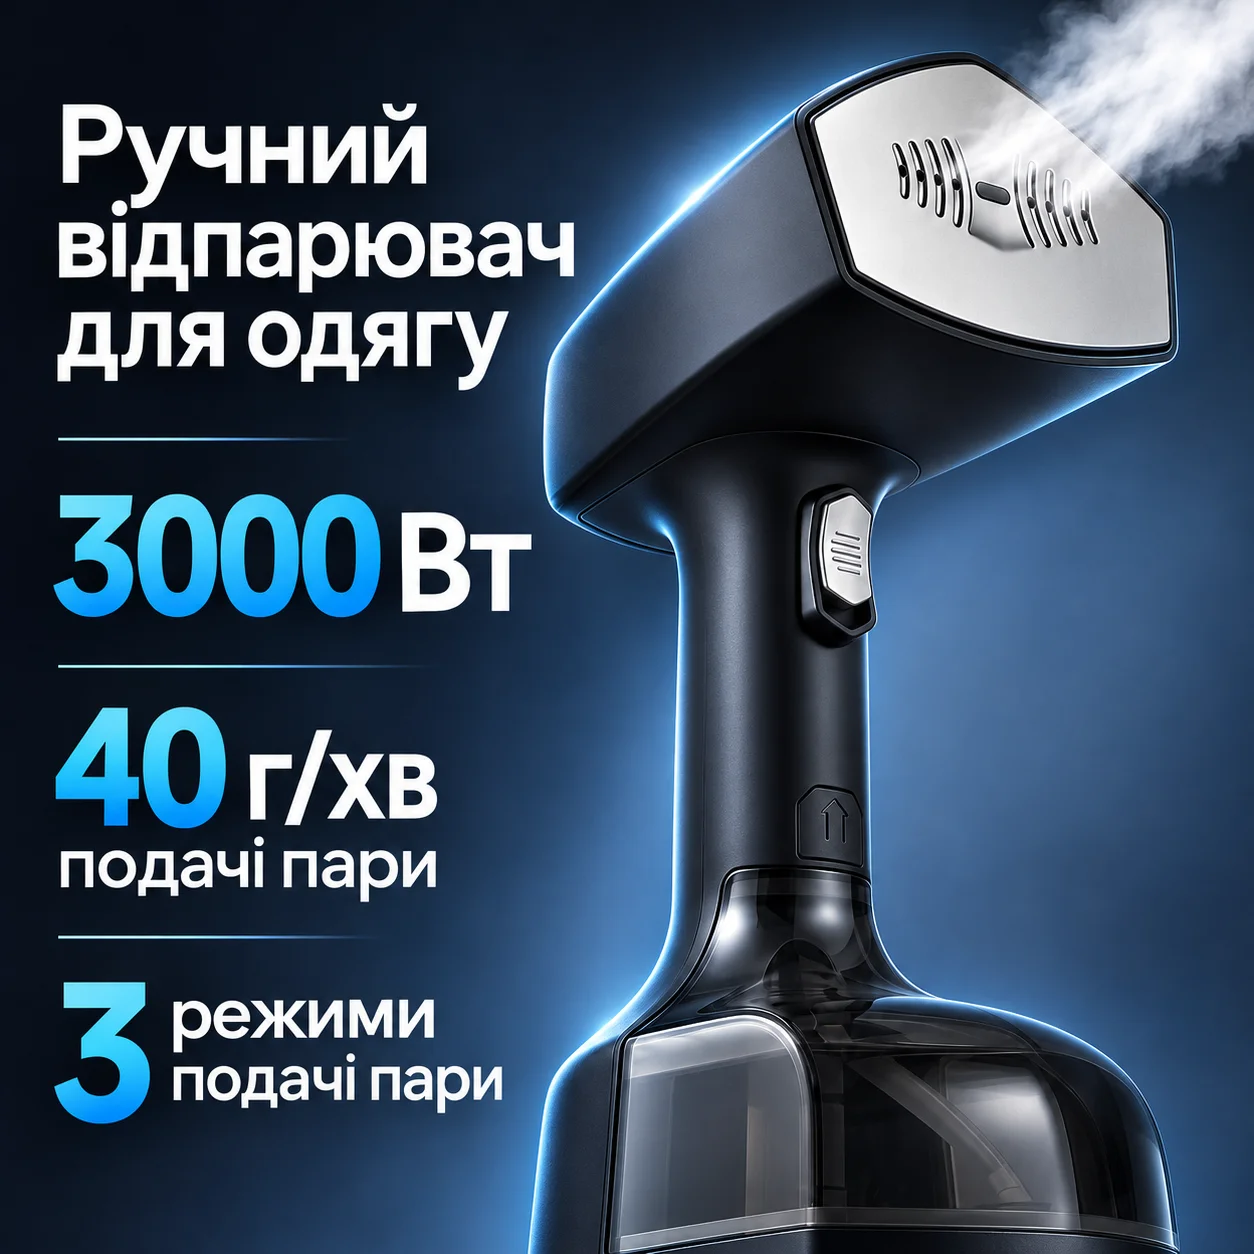 Ручний
відпарювач
для одягу
3000 Вт
40 г/хв
подачі пари
3 режими
подачі пари